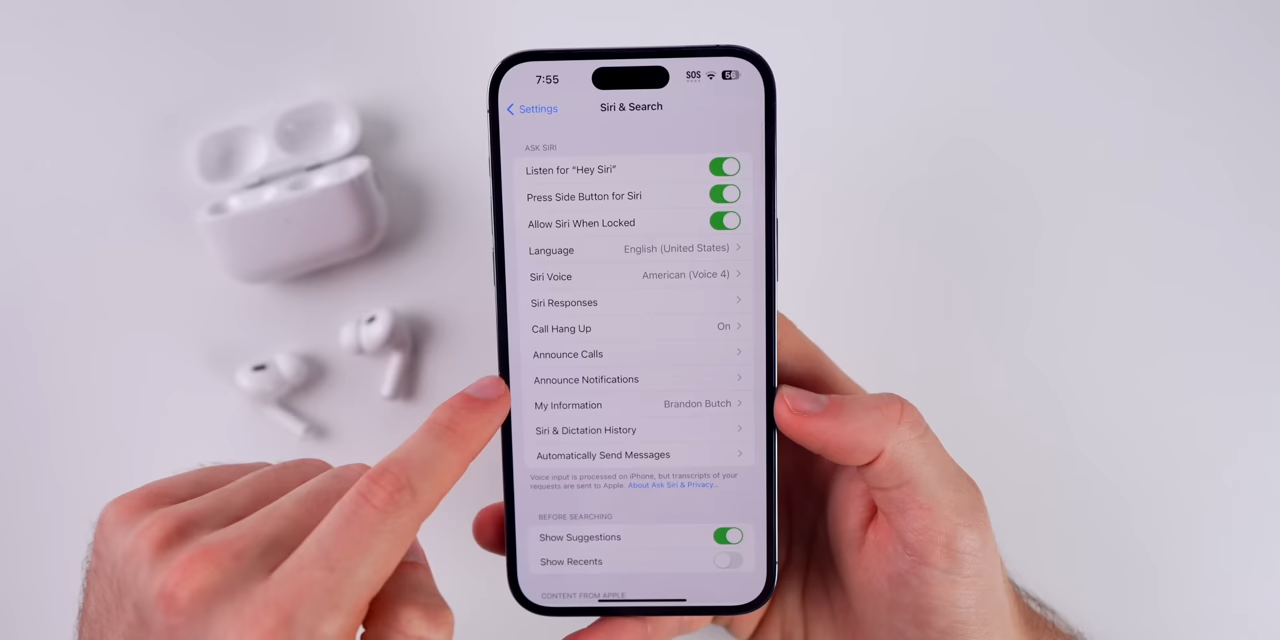 7:55 SOS 56
Settings Siri & Search
ASK SIRI
Listen for “Hey Siri”
Press Side Button for Siri
Allow Siri When Locked
Language English (United States)
Siri Voice American (Voice 4)
Siri Responses
Call Hang Up On
Announce Calls
Announce Notifications
My Information Brandon Butch
Siri & Dictation History
Automatically Send Messages
Voice input is processed on iPhone, but transcripts of your
requests are sent to Apple. About Ask Siri & Privacy...
BEFORE SEARCHING
Show Suggestions
Show Recents
CONTENT FROM APPLE